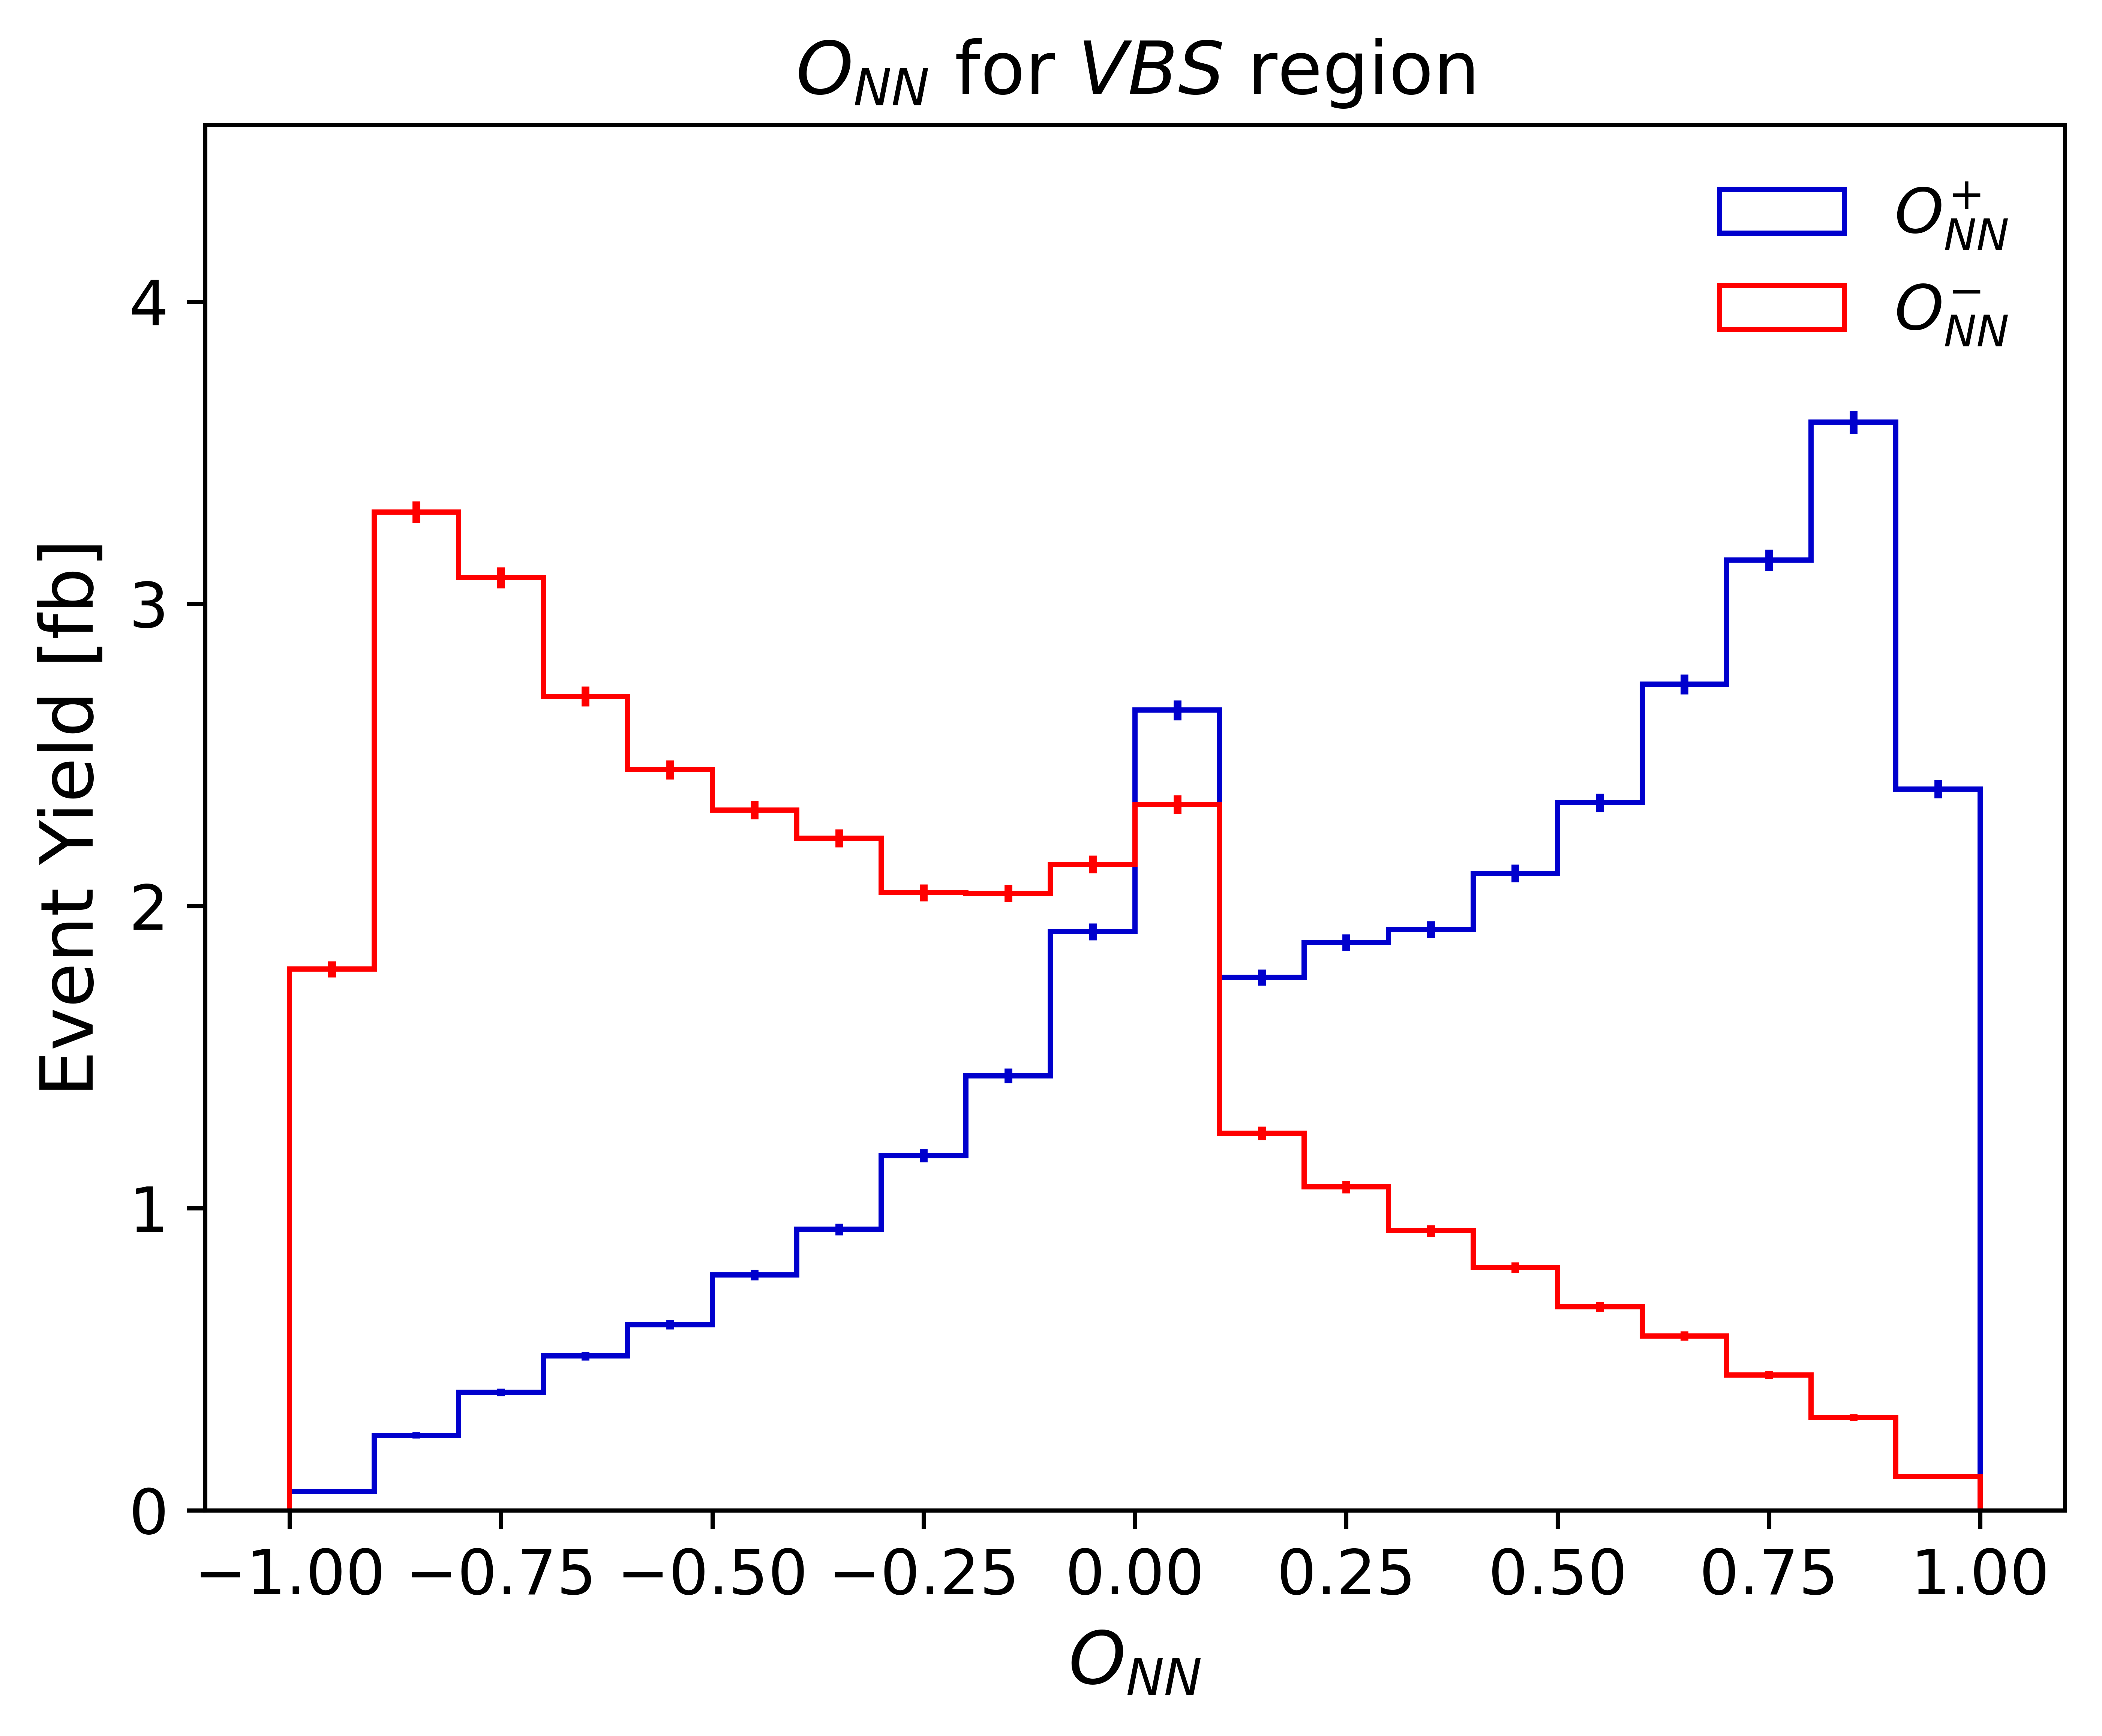 O_NN for VBS region
O^+_NN
O^−_NN
Event Yield [fb]
4
3
2
1
0
−1.00 −0.75 −0.50 −0.25 0.00 0.25 0.50 0.75 1.00
O_NN